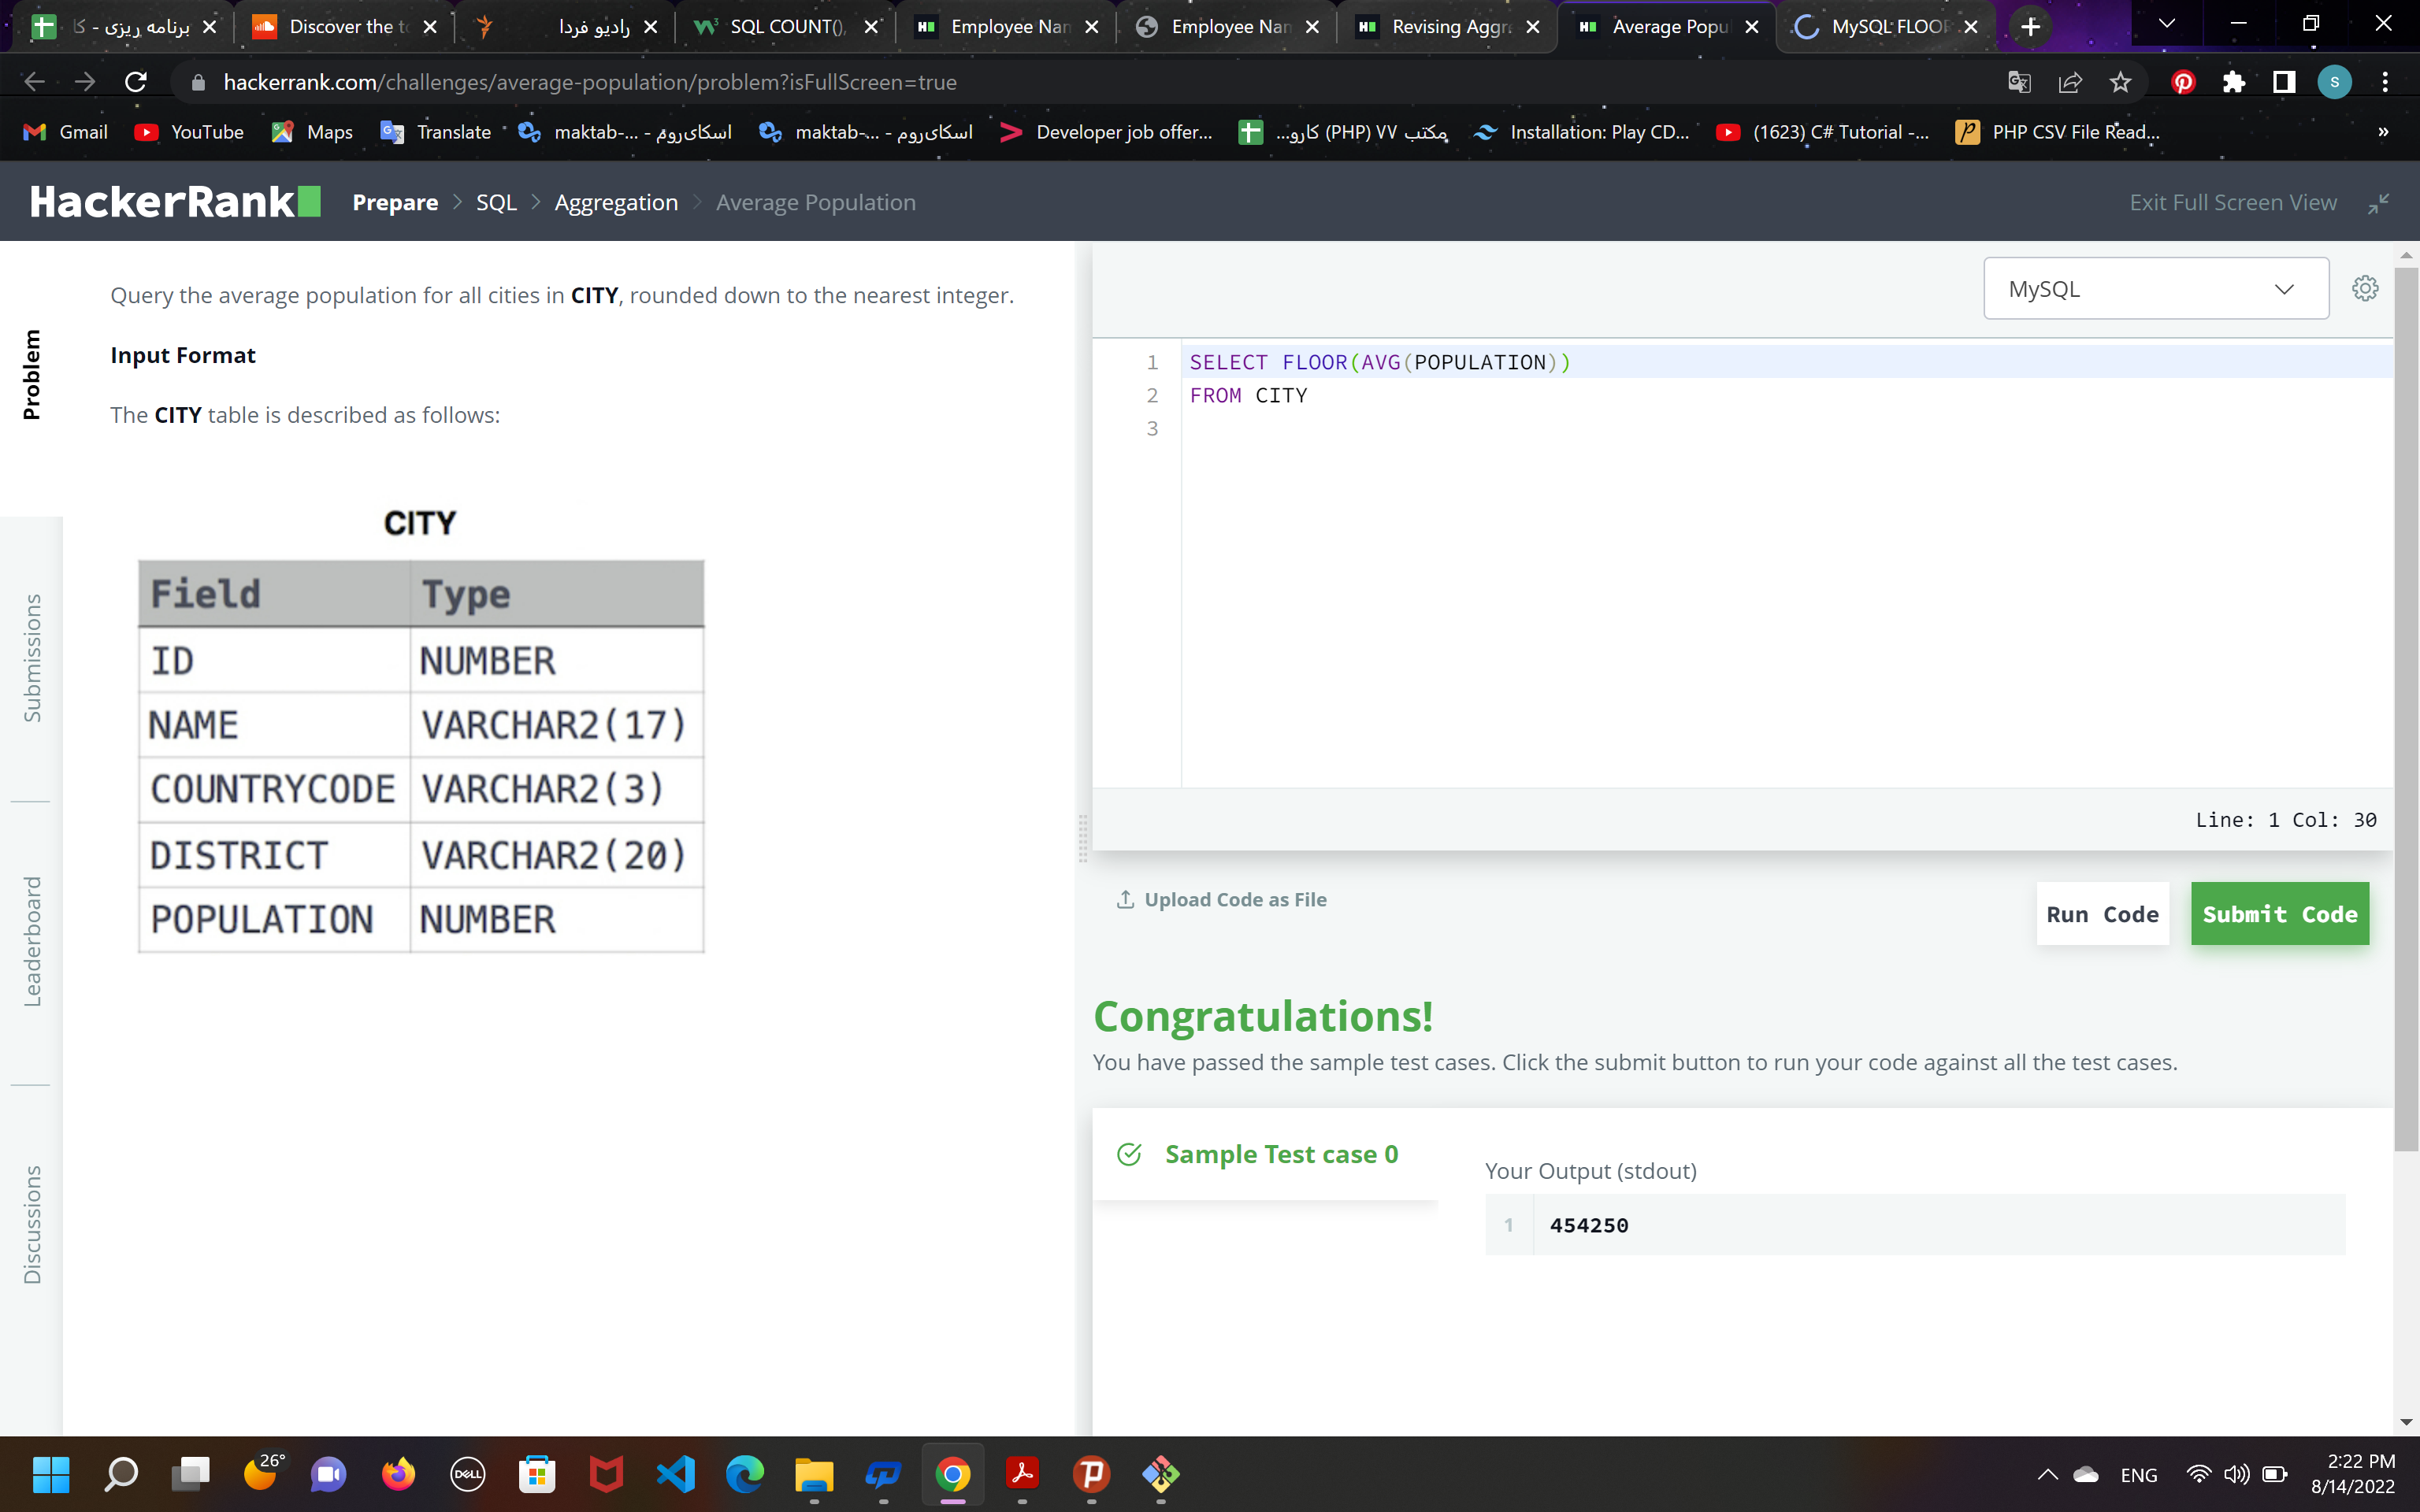 برنامه ریزی - کا
Discover the to
رادیو فردا
SQL COUNT(),
Employee Nan
Employee Nan
Revising Aggr
Average Popu
MySQL FLOOR
hackerrank.com/challenges/average-population/problem?isFullScreen=true
S
Gmail
YouTube
Maps
Translate
اسکای‌روم - ...-maktab
اسکای‌روم - ...-maktab
Developer job offer...
مکتب ۷۷ (PHP) کارو...
Installation: Play CD...
(1623) C# Tutorial -...
PHP CSV File Read...
»
HackerRank
Prepare > SQL > Aggregation > Average Population
Exit Full Screen View
Problem
Submissions
Leaderboard
Discussions
Query the average population for all cities in CITY, rounded down to the nearest integer.
Input Format
The CITY table is described as follows:
CITY
Field Type
ID NUMBER
NAME VARCHAR2(17)
COUNTRYCODE VARCHAR2(3)
DISTRICT VARCHAR2(20)
POPULATION NUMBER
MySQL
1 SELECT FLOOR(AVG(POPULATION))
2 FROM CITY
3
Line: 1 Col: 30
Upload Code as File
Run Code
Submit Code
Congratulations!
You have passed the sample test cases. Click the submit button to run your code against all the test cases.
Sample Test case 0
Your Output (stdout)
1 454250
26°
DELL
ENG
2:22 PM
8/14/2022